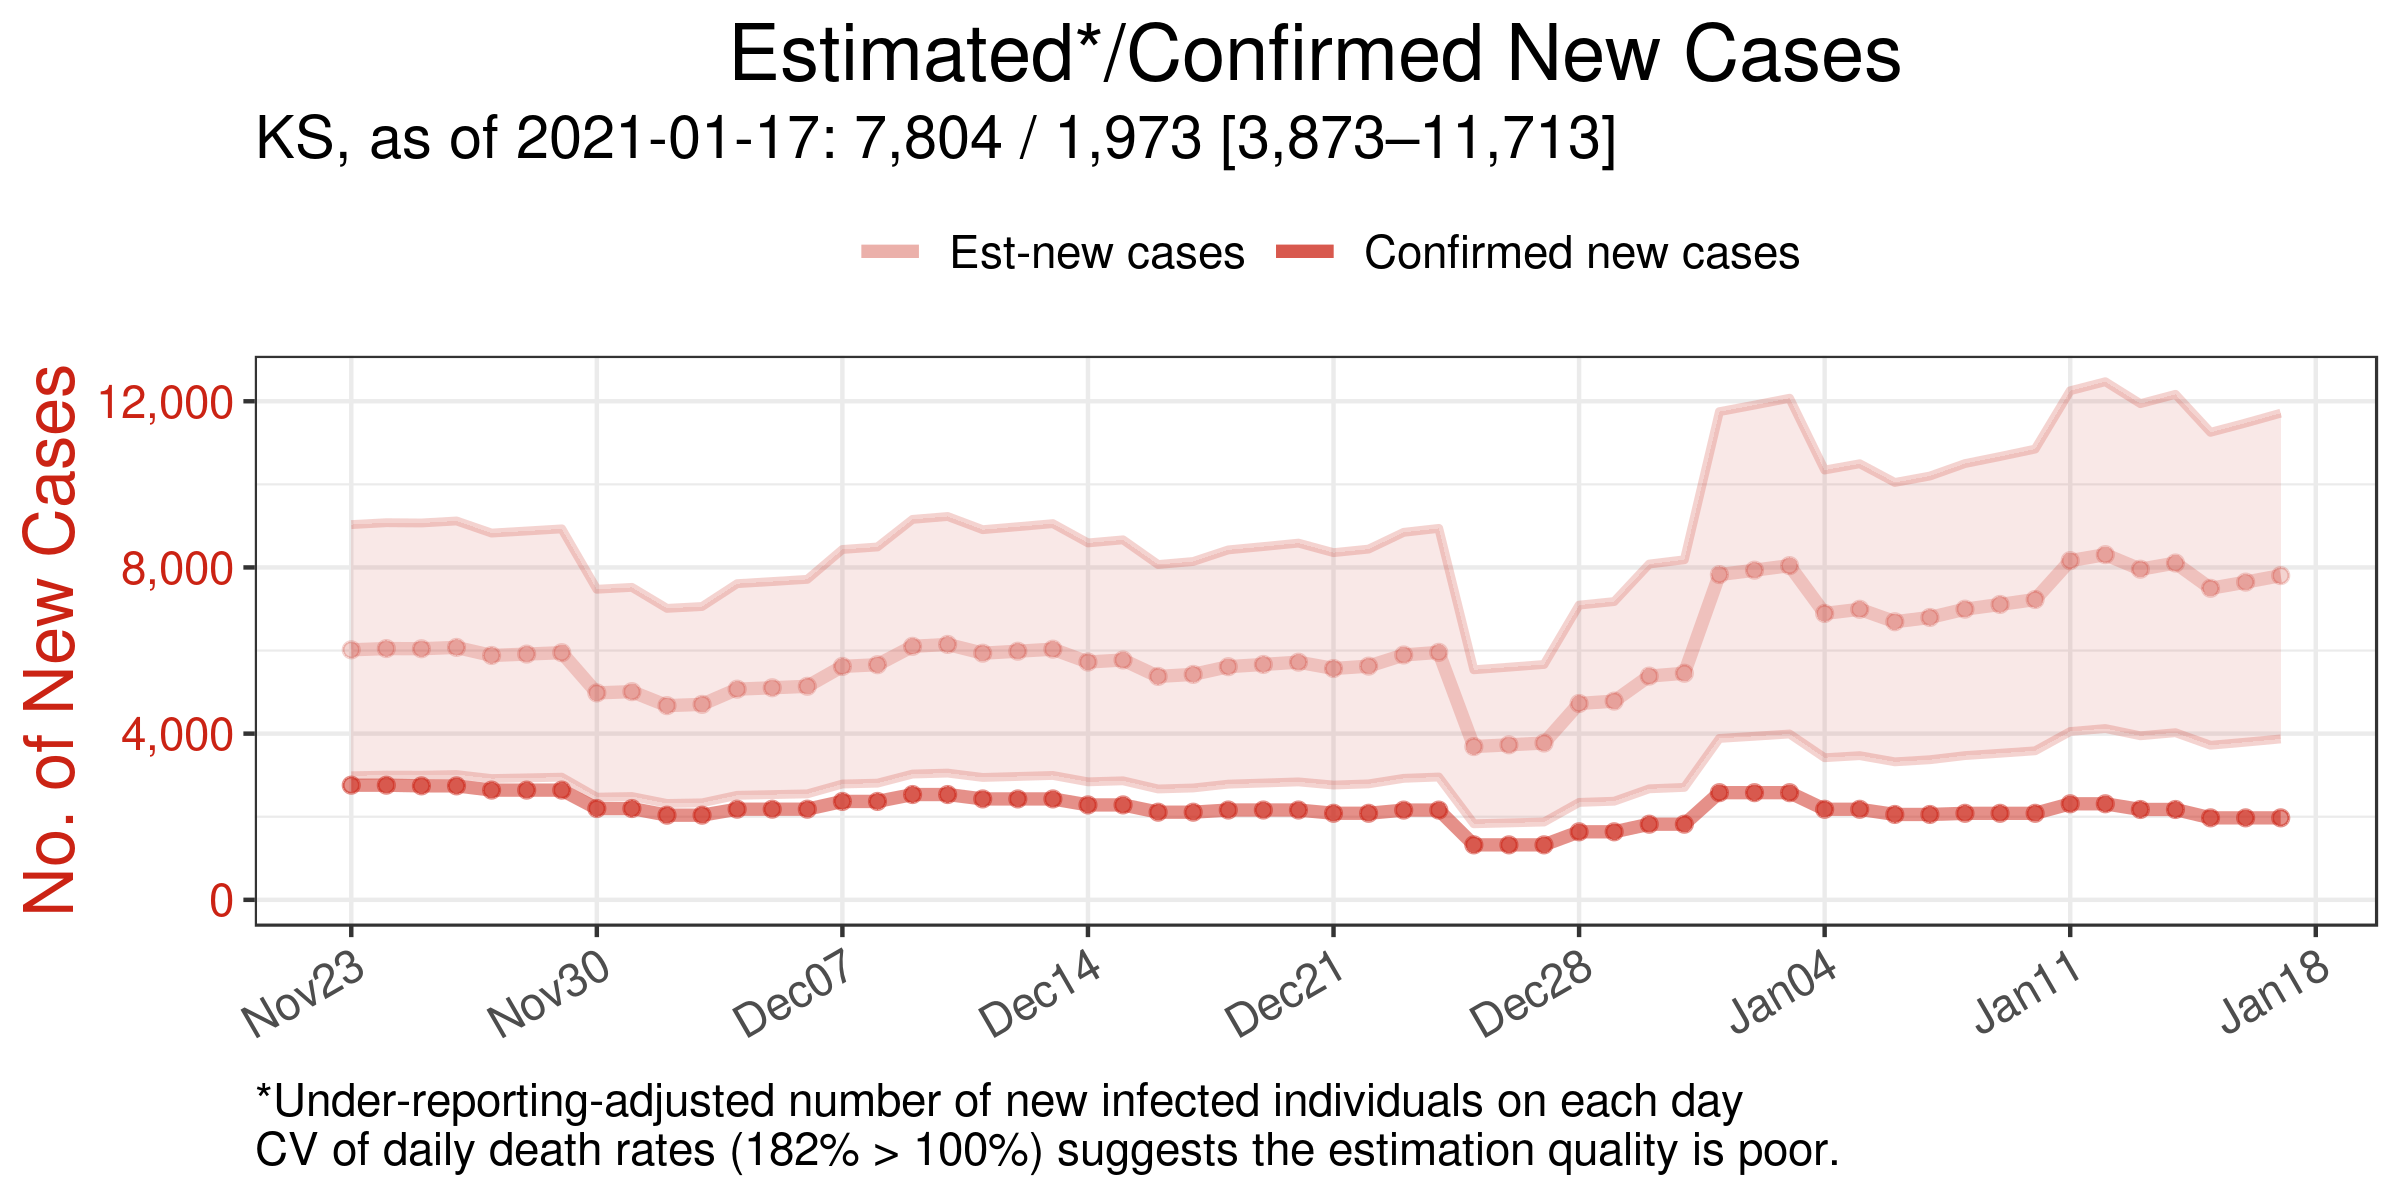 Estimated*/Confirmed New Cases
KS, as of 2021-01-17: 7,804 / 1,973 [3,873–11,713]
Est-new cases
Confirmed new cases
No. of New Cases
12,000
8,000
4,000
0
Nov23
Nov30
Dec07
Dec14
Dec21
Dec28
Jan04
Jan11
Jan18
*Under-reporting-adjusted number of new infected individuals on each day
CV of daily death rates (182% > 100%) suggests the estimation quality is poor.